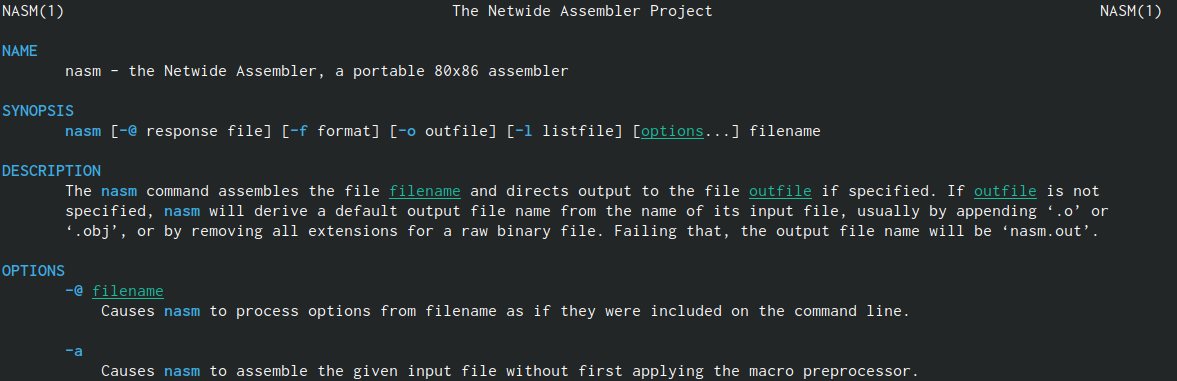 NASM(1) The Netwide Assembler Project NASM(1)
NAME
nasm - the Netwide Assembler, a portable 80x86 assembler
SYNOPSIS
nasm [-@ response file] [-f format] [-o outfile] [-l listfile] [options...] filename
DESCRIPTION
The nasm command assembles the file filename and directs output to the file outfile if specified. If outfile is not
specified, nasm will derive a default output file name from the name of its input file, usually by appending ‘.o’ or
‘.obj’, or by removing all extensions for a raw binary file. Failing that, the output file name will be ‘nasm.out’.
OPTIONS
-@ filename
Causes nasm to process options from filename as if they were included on the command line.
-a
Causes nasm to assemble the given input file without first applying the macro preprocessor.